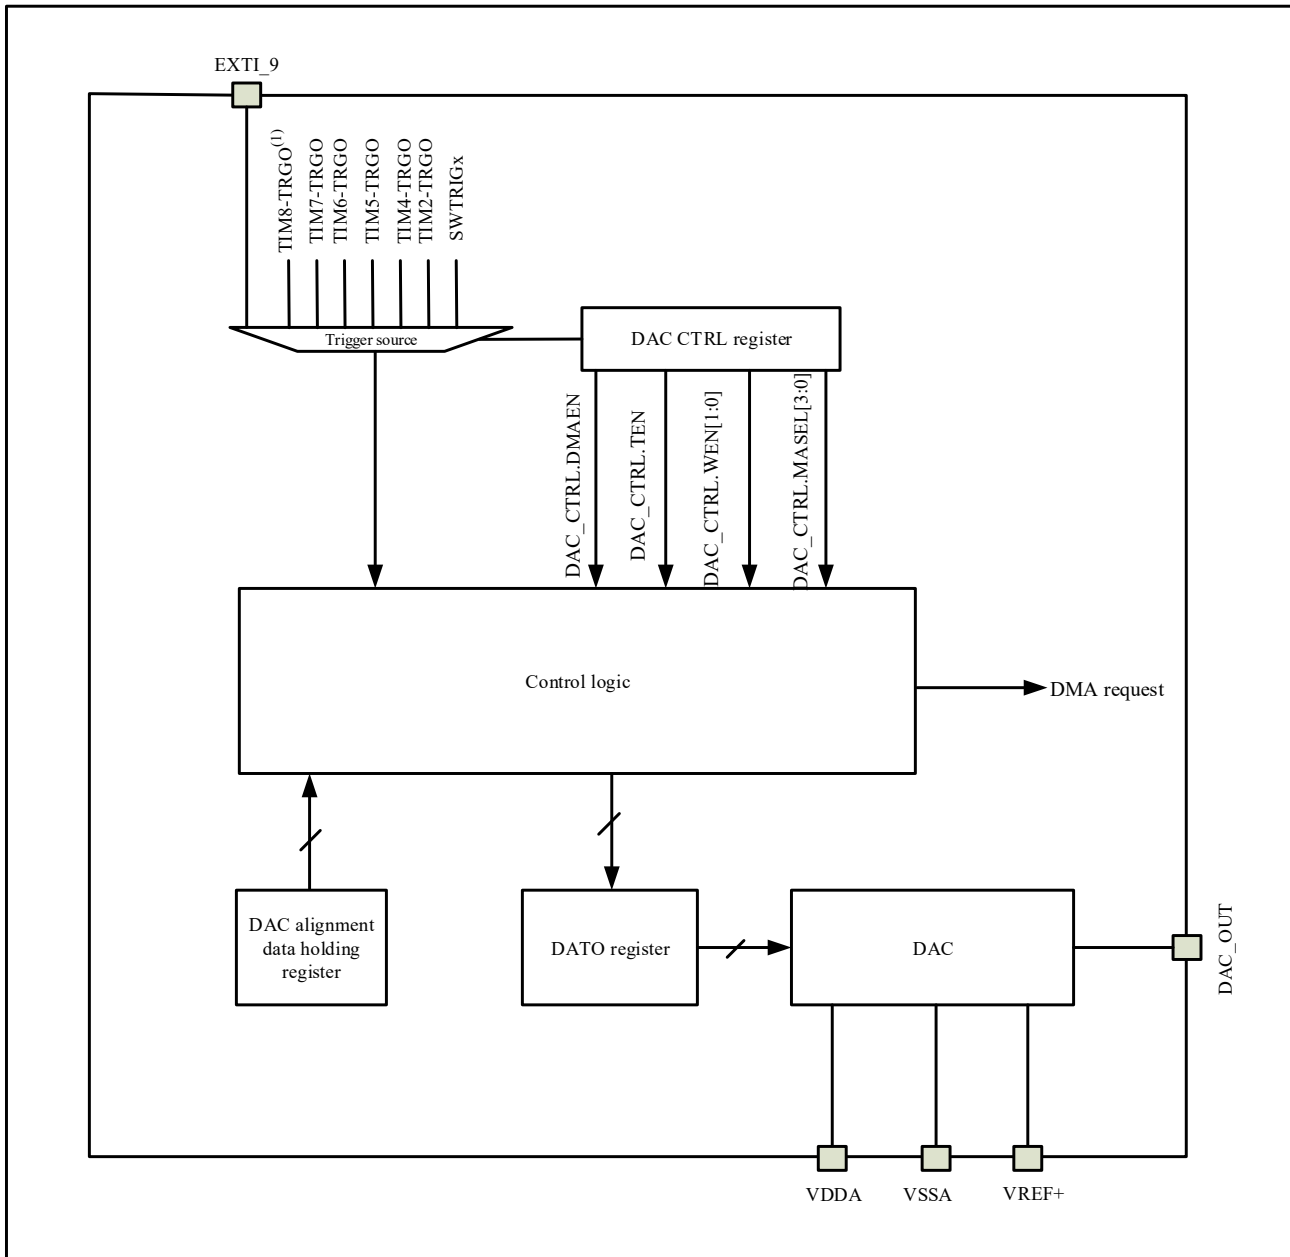 EXTI_9
TIM8-TRGO(1)
TIM7-TRGO
TIM6-TRGO
TIM5-TRGO
TIM4-TRGO
TIM2-TRGO
SWTRIGx
Trigger source
DAC CTRL register
DAC_CTRL.DMAEN
DAC_CTRL.TEN
DAC_CTRL.WEN[1:0]
DAC_CTRL.MASEL[3:0]
Control logic
DMA request
DAC alignment
data holding
register
DATO register
DAC
DAC_OUT
VDDA
VSSA
VREF+